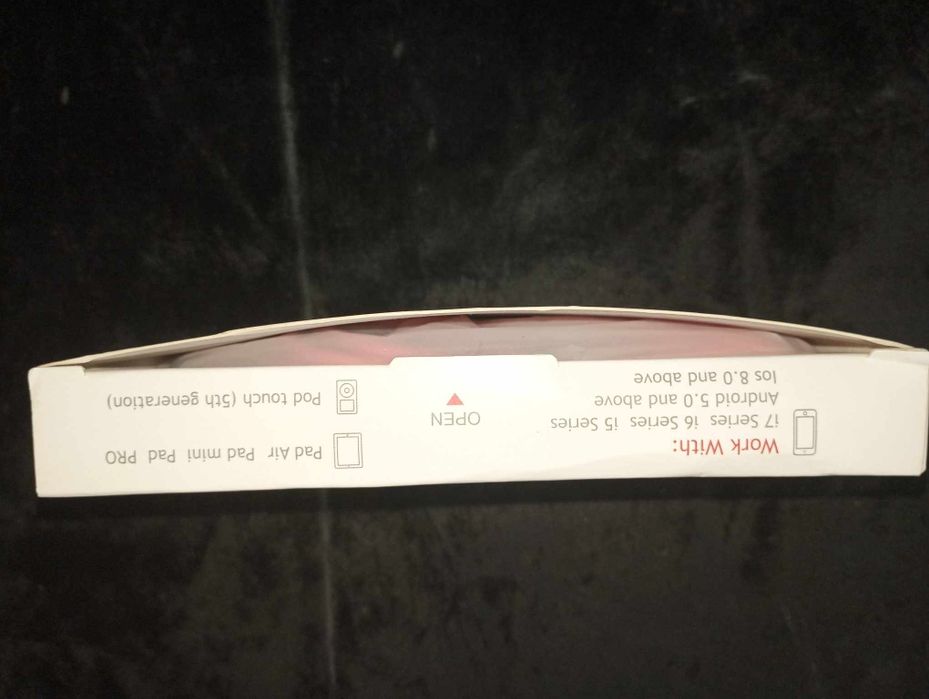 Work With:
i7 Series i6 Series i5 Series
Android 5.0 and above
Ios 8.0 and above
OPEN
Pad Air Pad mini Pad PRO
Pod touch (5th generation)